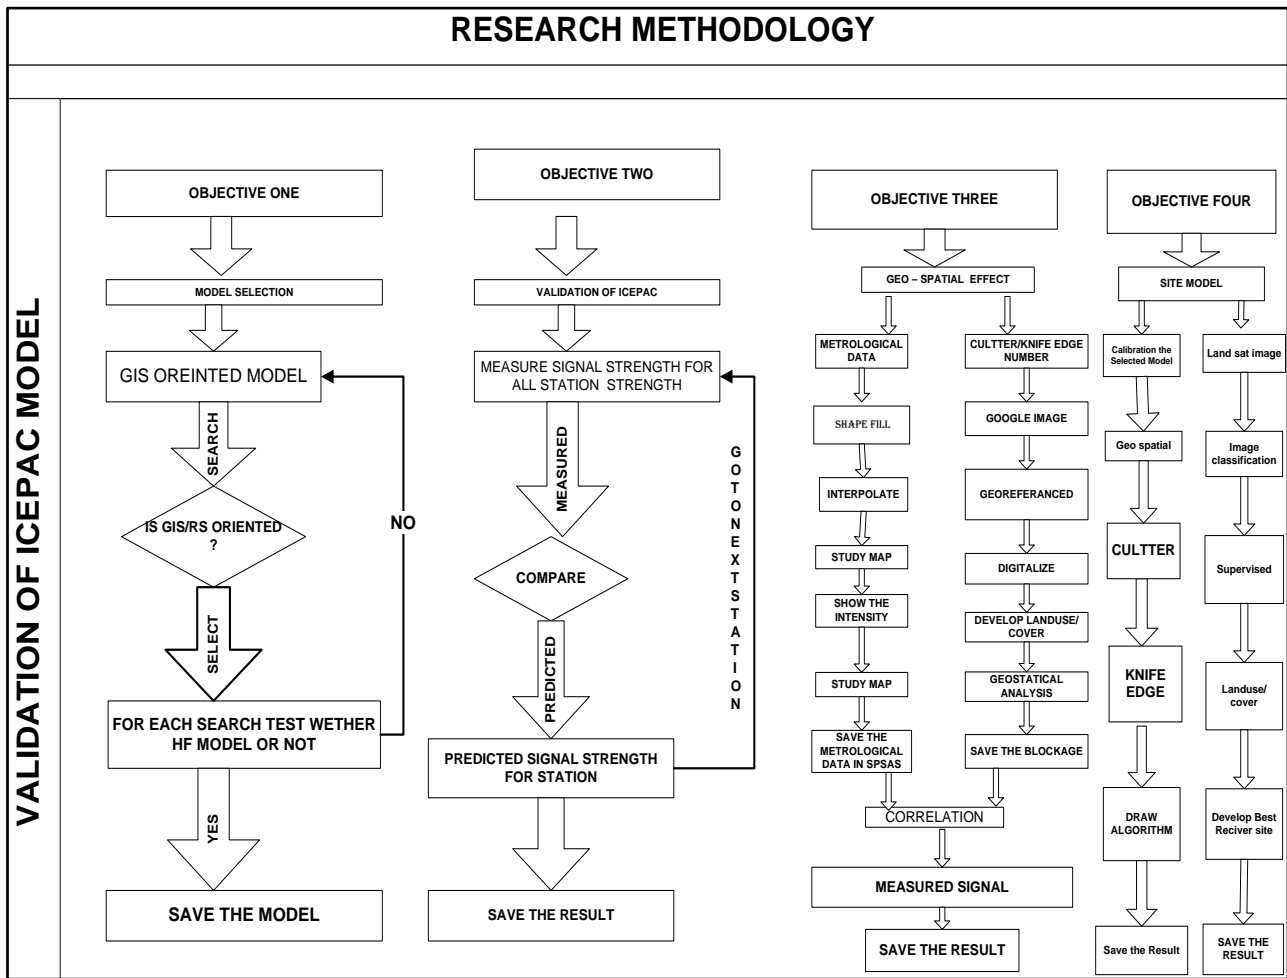 RESEARCH METHODOLOGY
VALIDATION OF ICEPAC MODEL
OBJECTIVE ONE
MODEL SELECTION
GIS OREINTED MODEL
SEARCH
IS GIS/RS ORIENTED
?
NO
SELECT
FOR EACH SEARCH TEST WETHER
HF MODEL OR NOT
YES
SAVE THE MODEL
OBJECTIVE TWO
VALIDATION OF ICEPAC
MEASURE SIGNAL STRENGTH FOR
ALL STATION STRENGTH
MEASURED
COMPARE
PREDICTED
PREDICTED SIGNAL STRENGTH
FOR STATION
GOTONEXTSTATION
SAVE THE RESULT
OBJECTIVE THREE
GEO – SPATIAL EFFECT
METROLOGICAL
DATA
SHAPE FILL
INTERPOLATE
STUDY MAP
SHOW THE
INTENSITY
STUDY MAP
SAVE THE
METROLOGICAL
DATA IN SPSAS
CULTTER/KNIFE EDGE
NUMBER
GOOGLE IMAGE
GEOREFERANCED
DIGITALIZE
DEVELOP LANDUSE/
COVER
GEOSTATICAL
ANALYSIS
SAVE THE BLOCKAGE
CORRELATION
MEASURED SIGNAL
SAVE THE RESULT
OBJECTIVE FOUR
SITE MODEL
Calibration the
Selected Model
Geo spatial
CULTTER
KNIFE
EDGE
DRAW
ALGORITHM
Save the Result
Land sat image
Image
classification
Supervised
Landuse/
cover
Develop Best
Reciver site
SAVE THE
RESULT